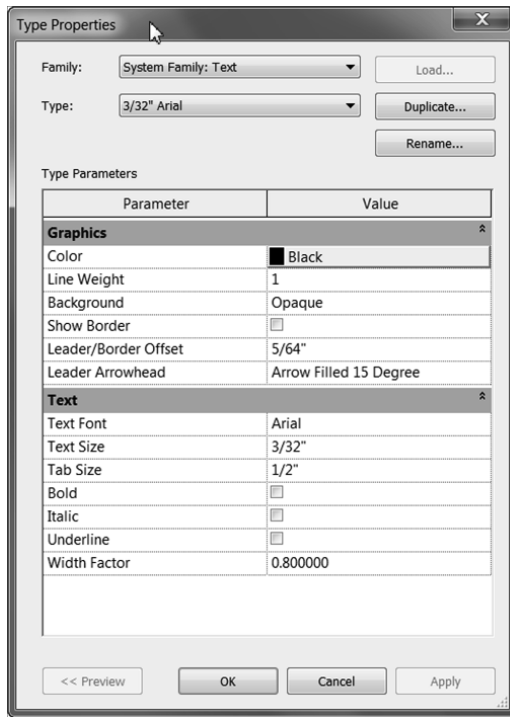 Type Properties
Family: System Family: Text Load...
Type: 3/32" Arial Duplicate...
Rename...
Type Parameters
Parameter Value
Graphics
Color Black
Line Weight 1
Background Opaque
Show Border
Leader/Border Offset 5/64"
Leader Arrowhead Arrow Filled 15 Degree
Text
Text Font Arial
Text Size 3/32"
Tab Size 1/2"
Bold
Italic
Underline
Width Factor 0.800000
<< Preview OK Cancel Apply